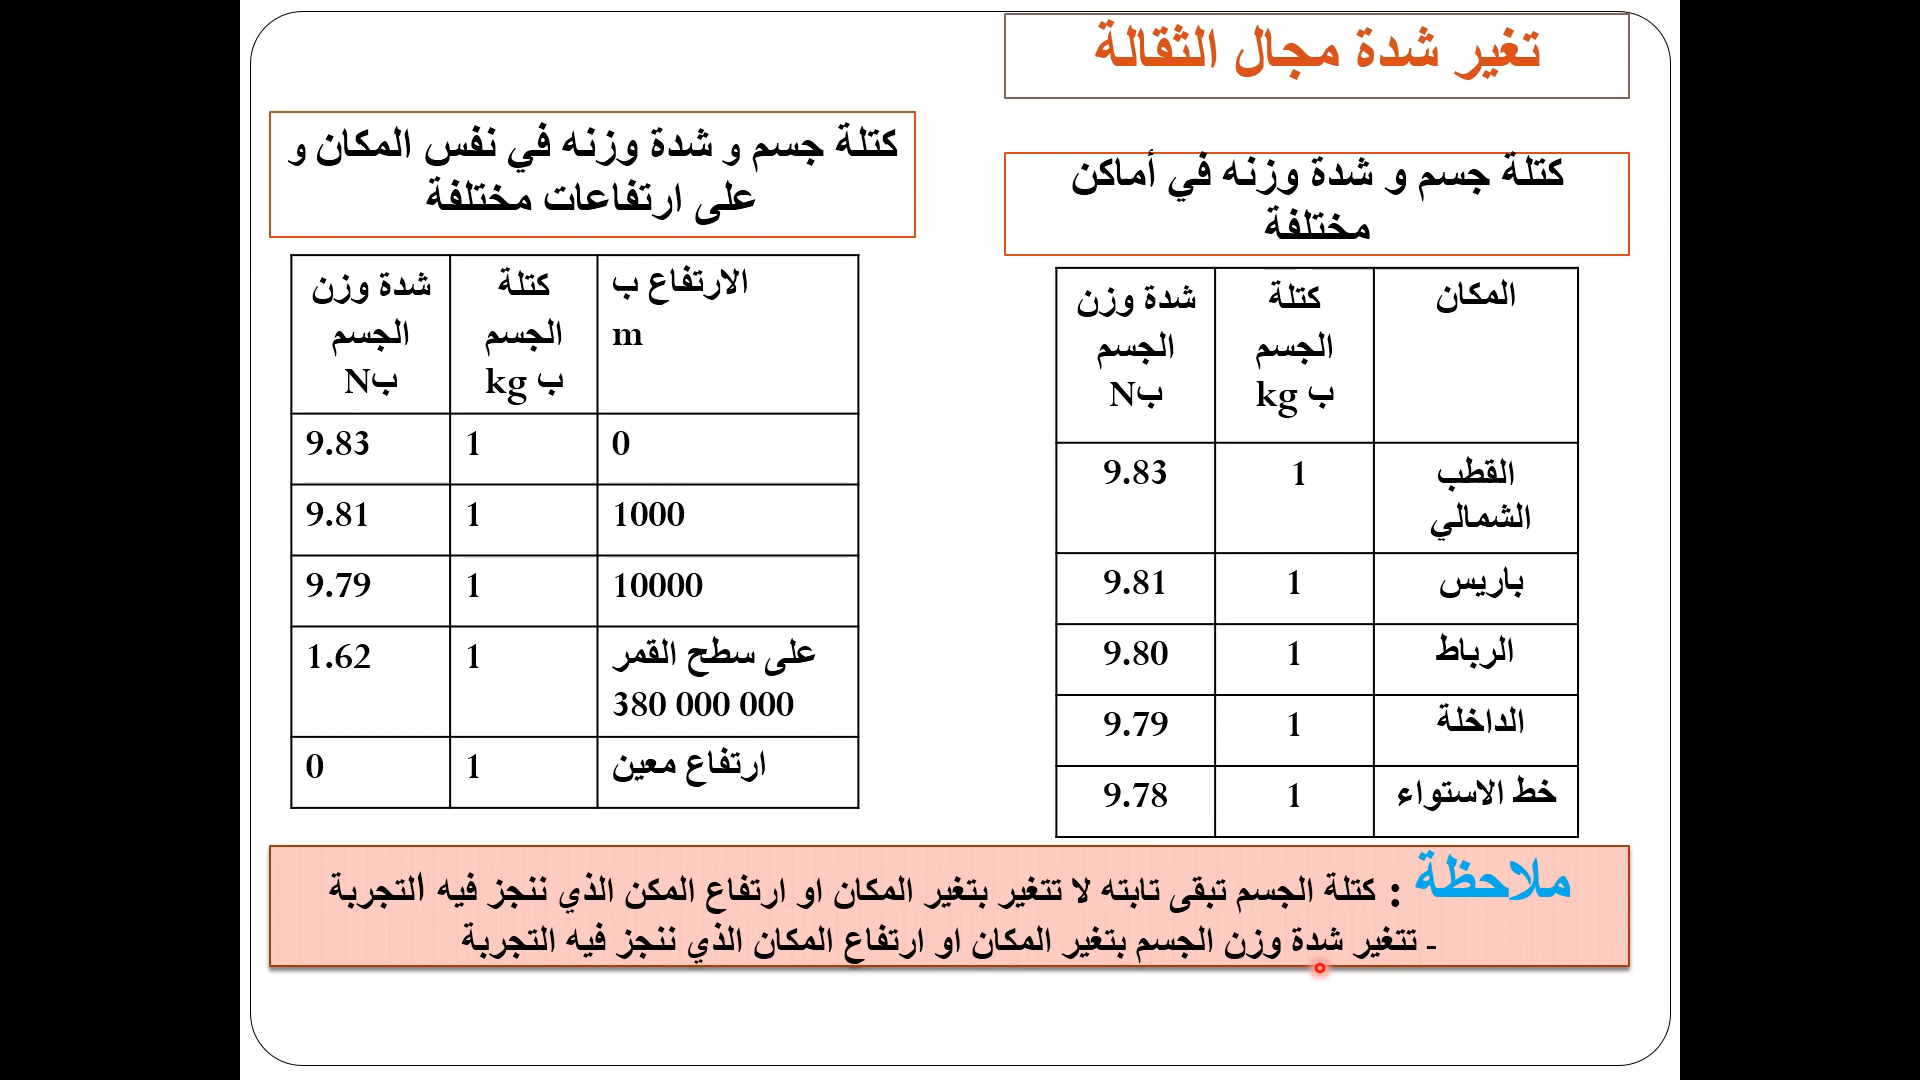 تغير شدة مجال الثقالة
كتلة جسم و شدة وزنه في أماكن
مختلفة
المكان
كتلة
الجسم
ب kg
شدة وزن
الجسم
بN
القطب
الشمالي
1
9.83
باريس
1
9.81
الرباط
1
9.80
الداخلة
1
9.79
خط الاستواء
1
9.78
كتلة جسم و شدة وزنه في نفس المكان و
على ارتفاعات مختلفة
الارتفاع ب
m
كتلة
الجسم
ب kg
شدة وزن
الجسم
بN
0
1
9.83
1000
1
9.81
10000
1
9.79
على سطح القمر
380 000 000
1
1.62
ارتفاع معين
1
0
ملاحظة : كتلة الجسم تبقى تابته لا تتغير بتغير المكان او ارتفاع المكن الذي ننجز فيه التجربة
- تتغير شدة وزن الجسم بتغير المكان او ارتفاع المكان الذي ننجز فيه التجربة